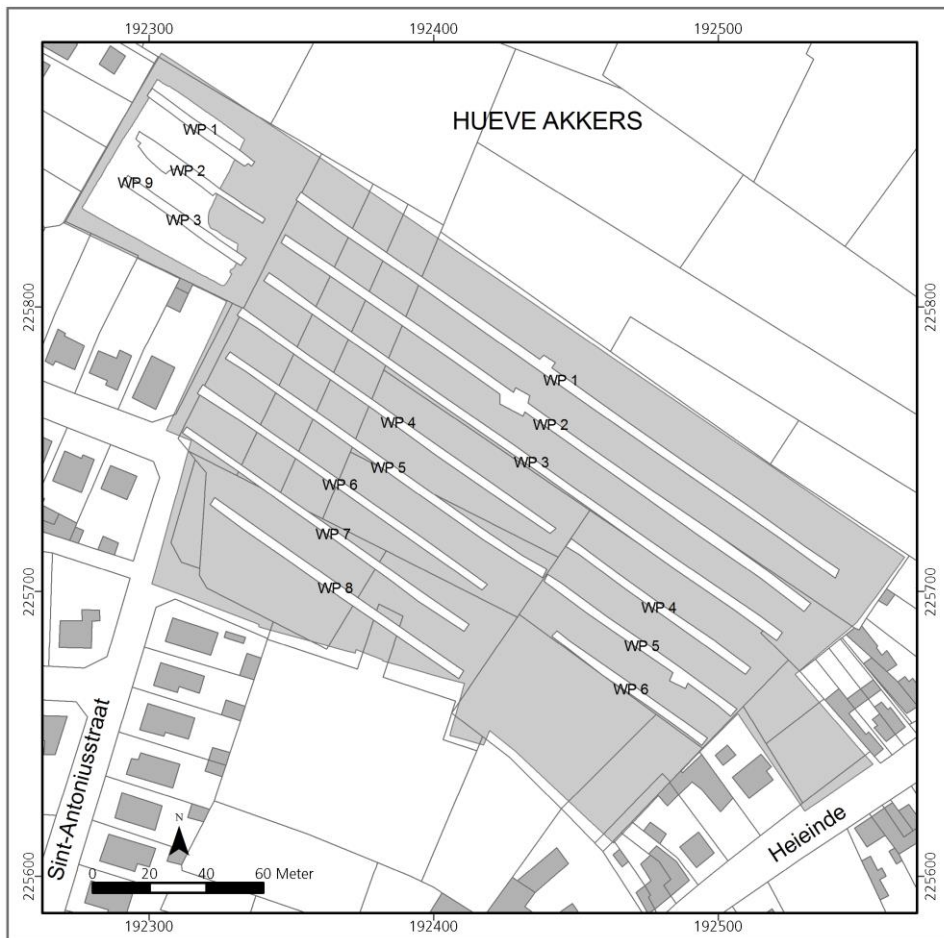 192300
192400
192500
HUEVE AKKERS
WP 1
WP 2
WP 9
WP 3
225800
225800
WP 1
WP 4
WP 2
WP 3
WP 5
WP 6
WP 7
WP 8
225700
225700
WP 4
WP 5
WP 6
Sint-Antoniusstraat
Heieinde
N
0 20 40 60 Meter
225600
225600
192300
192400
192500